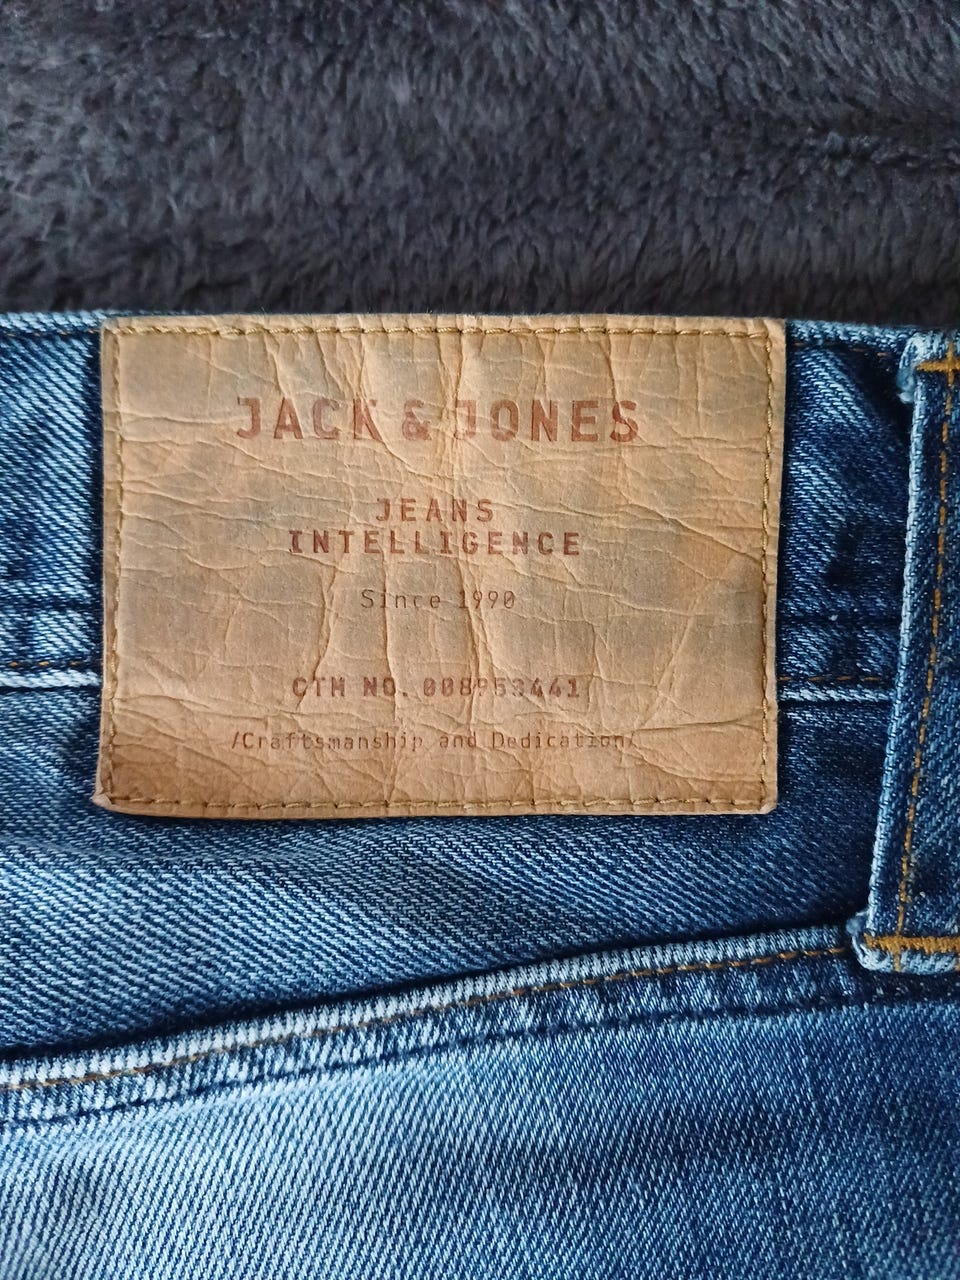 JACK & JONES
JEANS
INTELLIGENCE
Since 1990
CTM NO. 008953441
/Craftsmanship and Dedication/